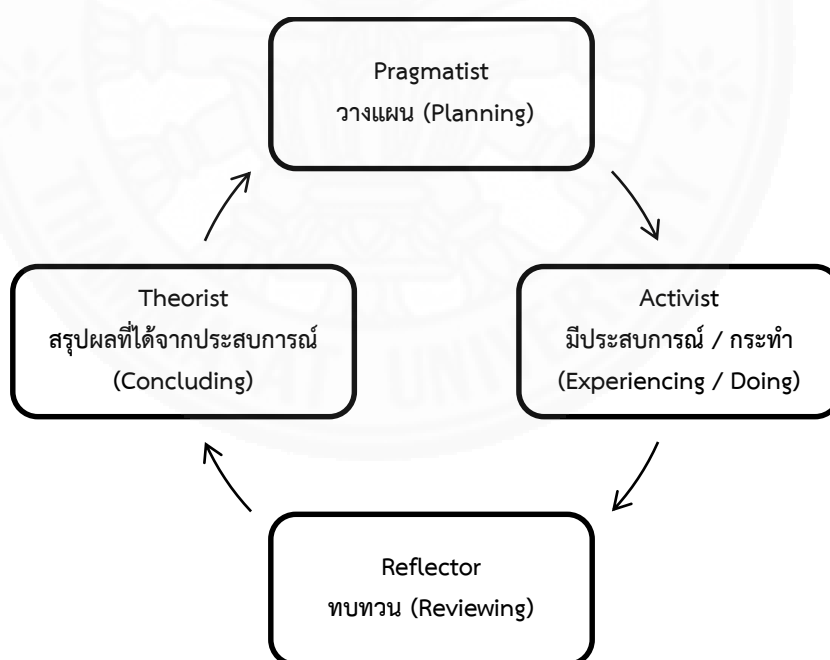 Pragmatist
วางแผน (Planning)
Theorist
สรุปผลที่ได้จากประสบการณ์
(Concluding)
Activist
มีประสบการณ์ / กระทำ
(Experiencing / Doing)
Reflector
ทบทวน (Reviewing)